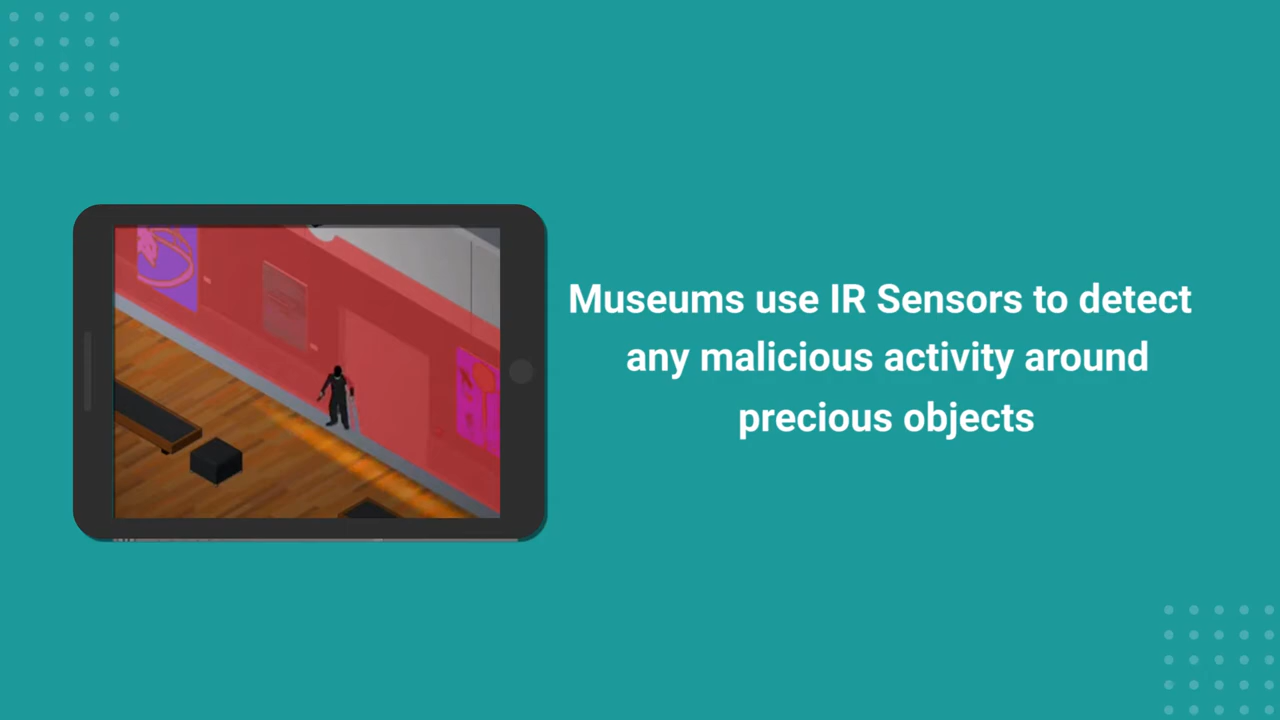 Museums use IR Sensors to detect
any malicious activity around
precious objects